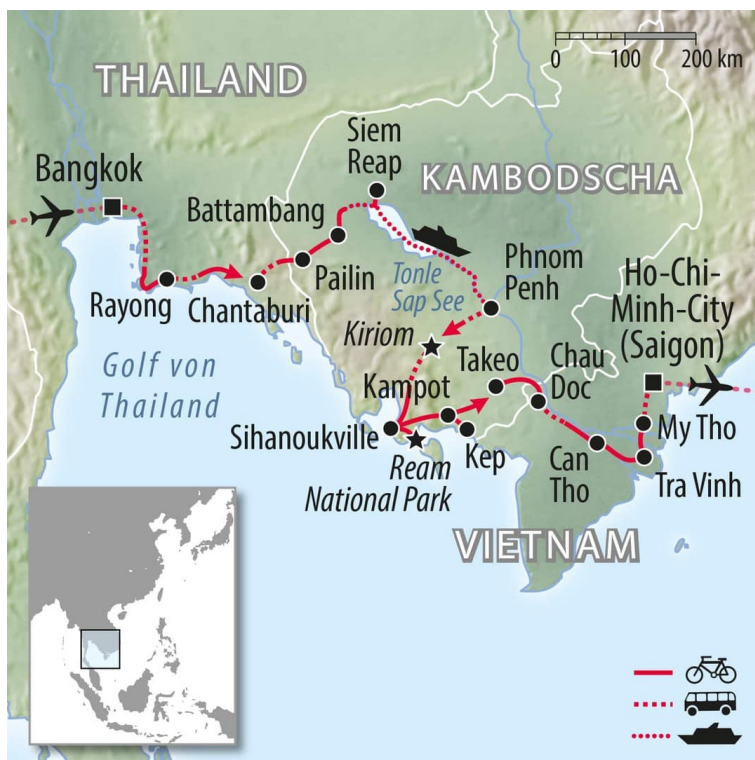 THAILAND
0 100 200 km
Siem
Reap
Bangkok
KAMBODSCHA
Battambang
Pailin
Tonle
Sap See
Phnom
Penh
Ho-Chi-
Minh-City
(Saigon)
Rayong
Chantaburi
Kiriom
Golf von
Thailand
Takeo
Chau
Doc
Kampot
Sihanoukville
Kep
Ream
National Park
Can
Tho
My Tho
Tra Vinh
VIETNAM